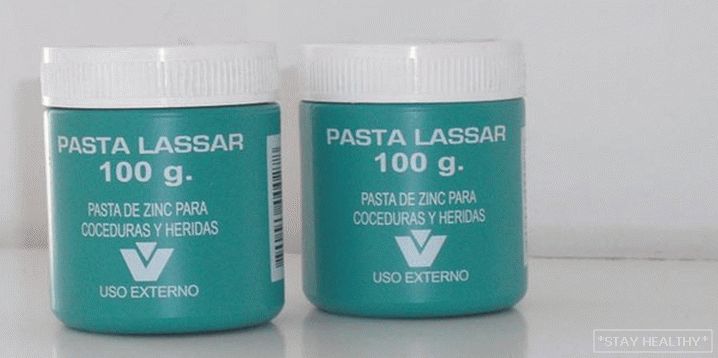 PASTA LASSAR
100 g.
PASTA DE ZINC PARA
COCEDURAS Y HERIDAS
USO EXTERNO
PASTA LASSAR
100 g.
PASTA DE ZINC PARA
COCEDURAS Y HERIDAS
USO EXTERNO
*STAY HEALTHY*